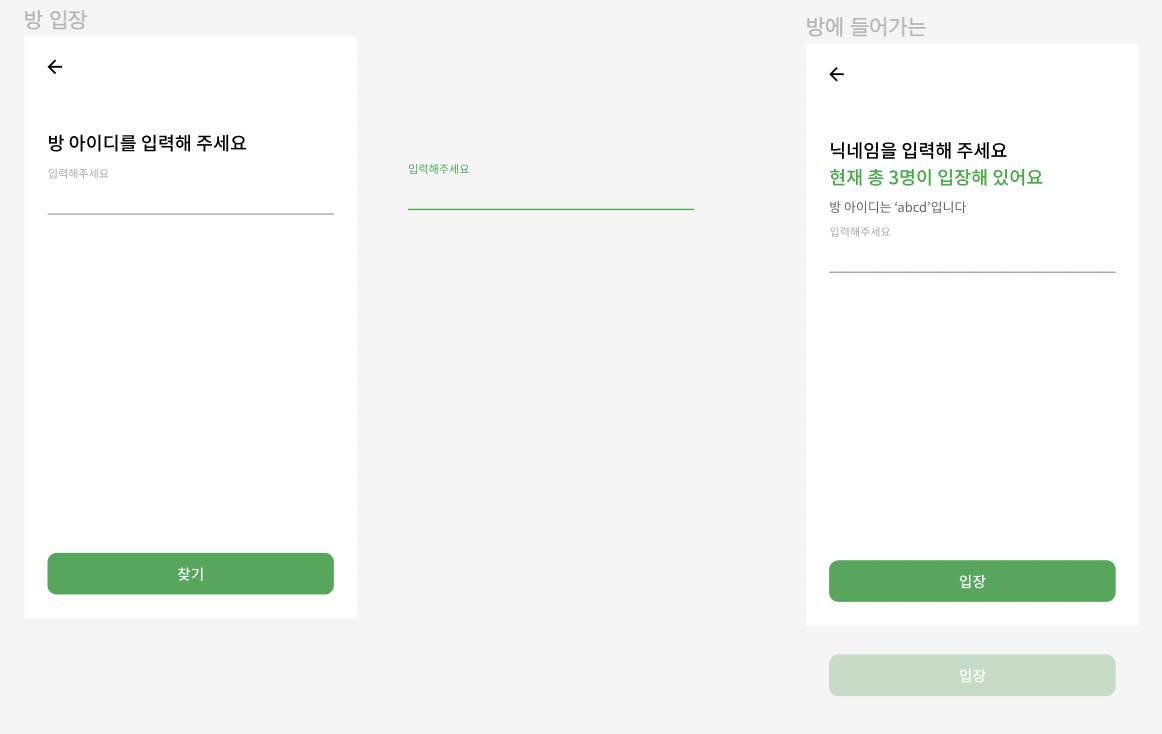 방 입장
방 아이디를 입력해 주세요
입력해주세요
찾기
입력해주세요
방에 들어가는
닉네임을 입력해 주세요
현재 총 3명이 입장해 있어요
방 아이디는 ‘abcd’입니다
입력해주세요
입장
입장